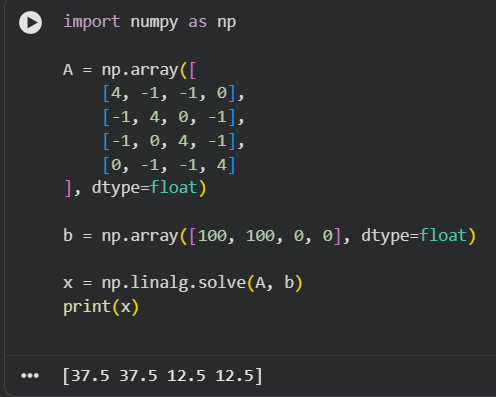 import numpy as np
A = np.array([
    [4, -1, -1, 0],
    [-1, 4, 0, -1],
    [-1, 0, 4, -1],
    [0, -1, -1, 4]
], dtype=float)
b = np.array([100, 100, 0, 0], dtype=float)
x = np.linalg.solve(A, b)
print(x)
[37.5 37.5 12.5 12.5]